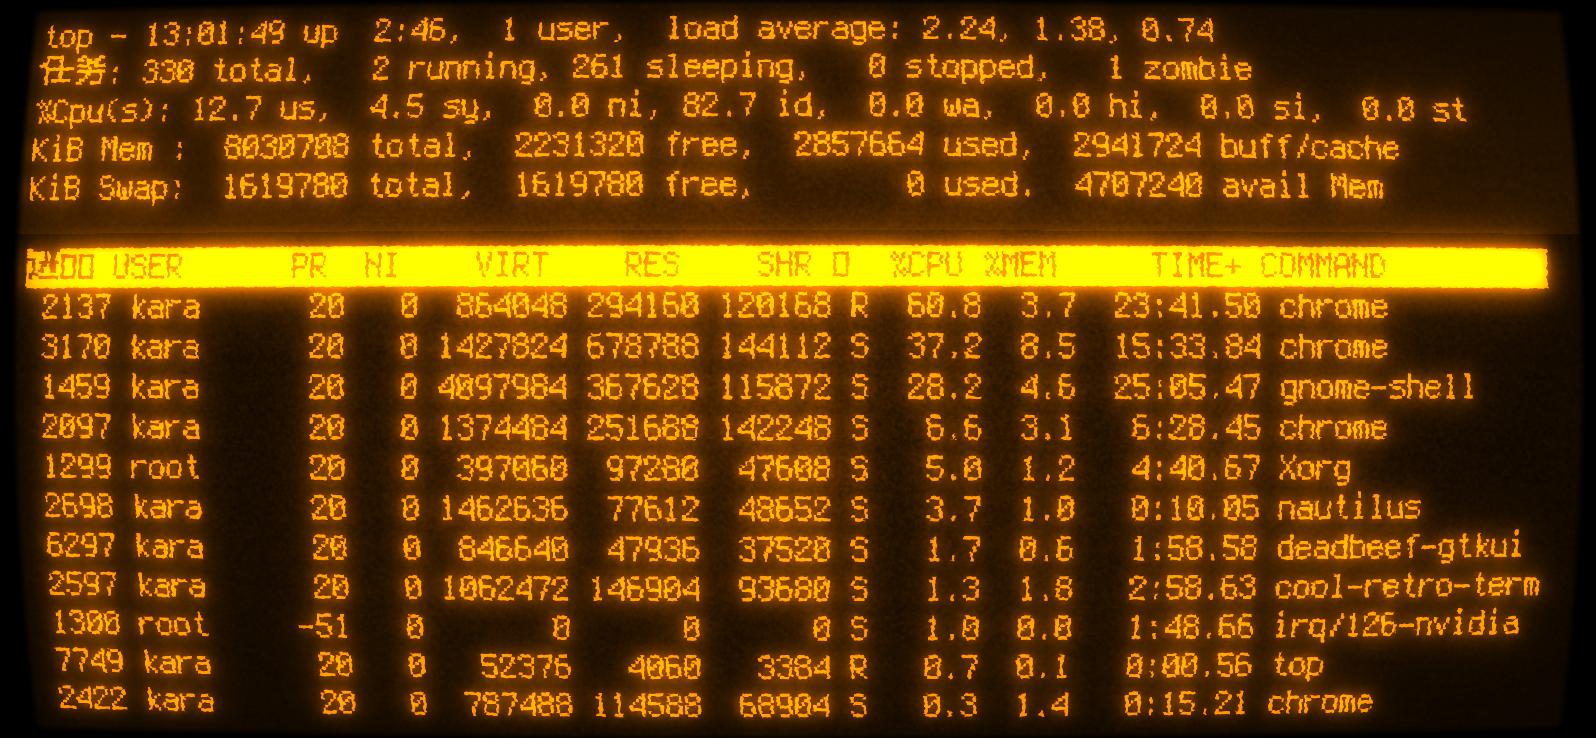 top - 13:01:49 up  2:46,  1 user,  load average: 2.24, 1.38, 0.74
任务: 330 total,   2 running, 261 sleeping,   0 stopped,   1 zombie
%Cpu(s): 12.7 us,  4.5 sy,  0.0 ni, 82.7 id,  0.0 wa,  0.0 hi,  0.0 si,  0.0 st
KiB Mem :  8030708 total,  2231320 free,  2857664 used,  2941724 buff/cache
KiB Swap:  1619780 total,  1619780 free,        0 used.  4707240 avail Mem
USER      PR  NI    VIRT    RES    SHR   %CPU %MEM     TIME+ COMMAND
2137 kara      20   0  864048 294160 120168 R  60.8  3.7  23:41.50 chrome
3170 kara      20   0 1427824 678788 144112 S  37.2  8.5  15:33.84 chrome
1459 kara      20   0 4097984 367628 115872 S  28.2  4.6  25:05.47 gnome-shell
2097 kara      20   0 1374484 251688 142248 S   6.6  3.1   6:28.45 chrome
1299 root      20   0  397060  97280  47608 S   5.0  1.2   4:40.67 Xorg
2698 kara      20   0 1462636  77612  48652 S   3.7  1.0   0:10.05 nautilus
6297 kara      20   0  846640  47936  37520 S   1.7  0.6   1:58.58 deadbeef-gtkui
2597 kara      20   0 1062472 146904  93680 S   1.3  1.8   2:58.63 cool-retro-term
1308 root     -51   0       0      0      0 S   1.0  0.0   1:48.66 irq/126-nvidia
7749 kara      20   0   52376   4060   3384 R   0.7  0.1   0:00.56 top
2422 kara      20   0  787488 114588  68904 S   0.3  1.4   0:15.21 chrome